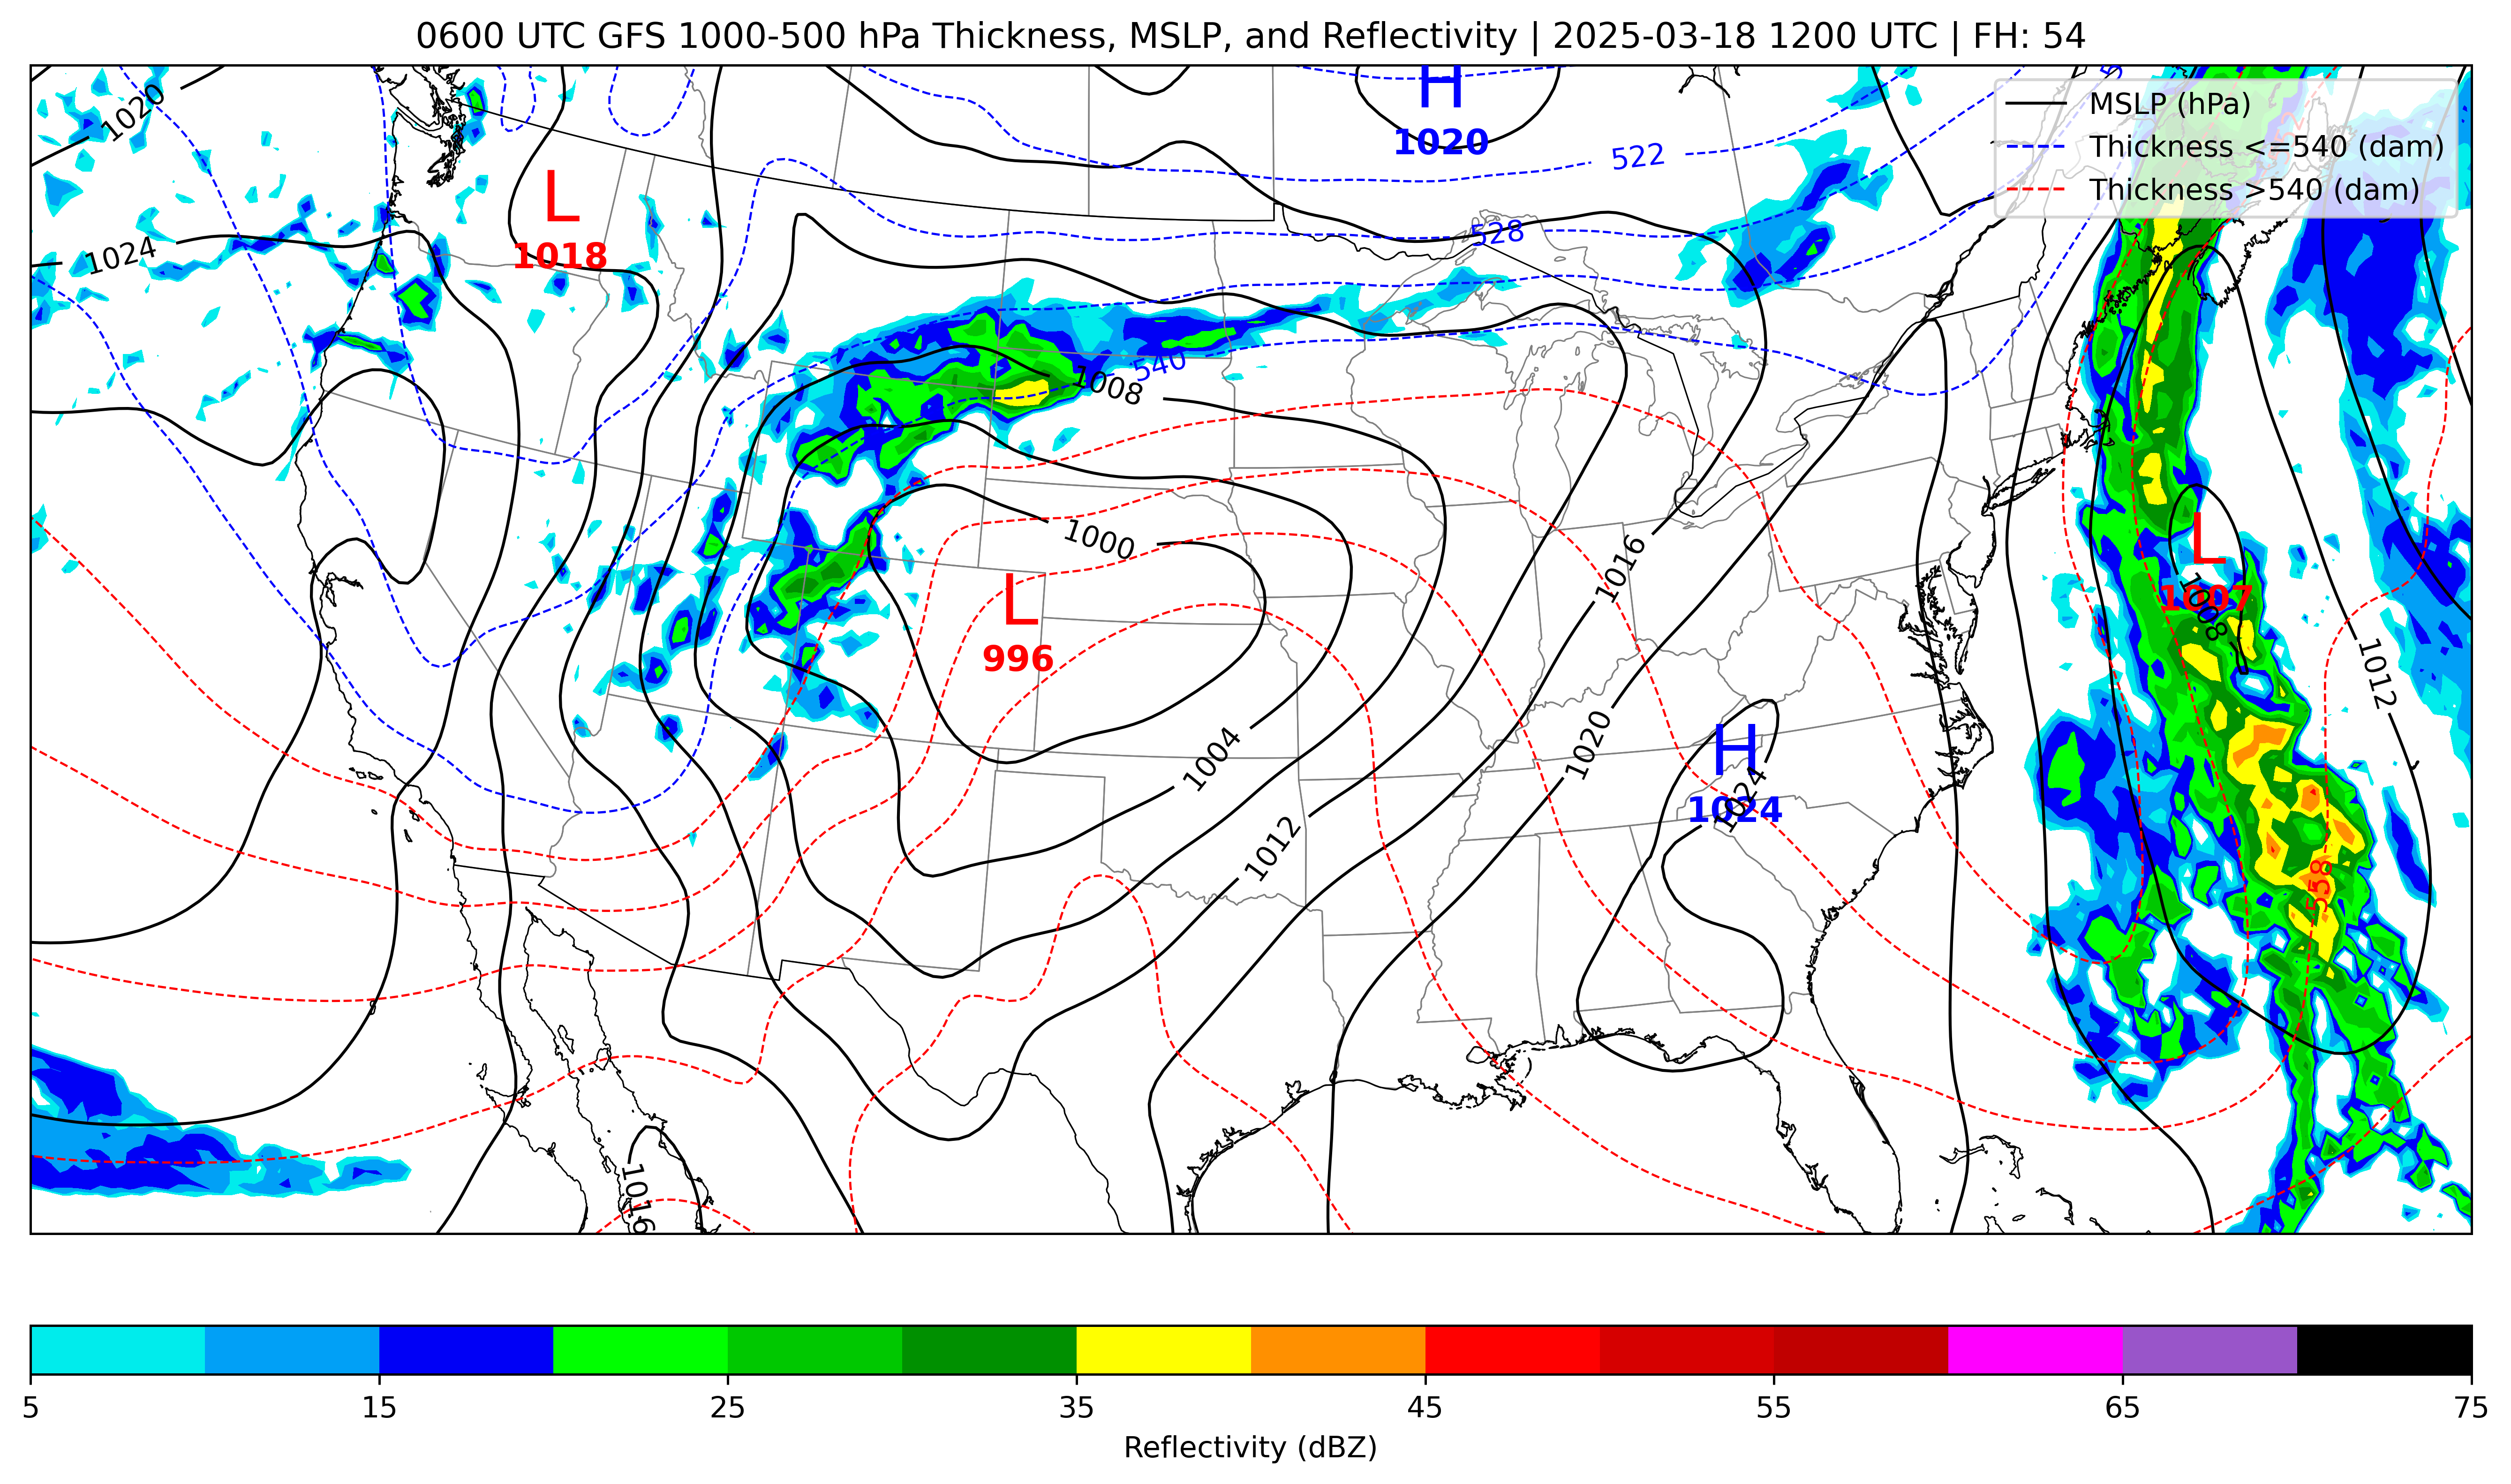 0600 UTC GFS 1000-500 hPa Thickness, MSLP, and Reflectivity | 2025-03-18 1200 UTC | FH: 54
MSLP (hPa)
Thickness <=540 (dam)
Thickness >540 (dam)
H
1020
1020
522
L
1018
1024
528
540
1008
1000
L
996
1016
L
1007
1008
1012
1004
1020
H
1024
1024
1012
558
1016
5
15
25
35
45
55
65
75
Reflectivity (dBZ)